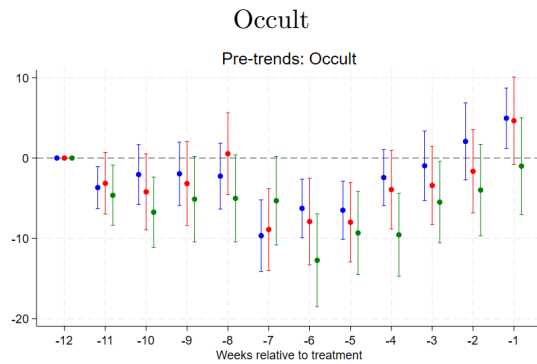 Occult
Pre-trends: Occult
10
0
-10
-20
-12 -11 -10 -9 -8 -7 -6 -5 -4 -3 -2 -1
Weeks relative to treatment